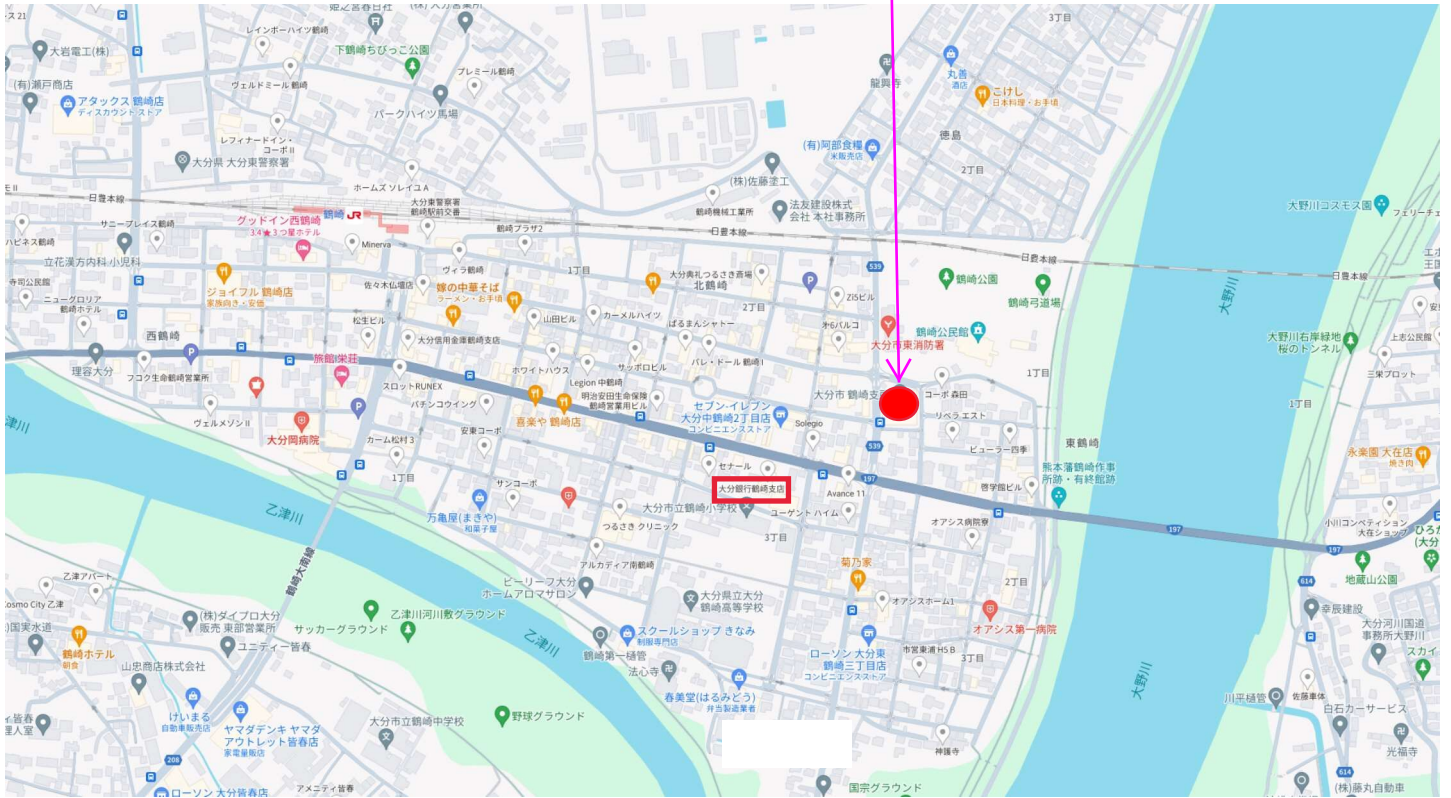 3丁目
レインボーハイツ鶴崎
下鶴崎ちびっこ公園
大岩電工(株)
プレミール鶴崎
(有)瀬戸商店
ヴェルドミール鶴崎
アタックス 鶴崎店
ディスカウント ストア
パークハイツ馬場
龍興寺
丸善
酒店
こけし
日本料理・お手頃
徳島
レフィナードイン・
コーポⅡ
大分県 大分東警察署
(有)阿部食糧
米販売店
2丁目
(株)佐藤塗工
ホームズ ソレイユA
日豊本線
大分東警察署
鶴崎駅前交番
鶴崎機械工業所
法友建設株式
会社 本社事務所
大野川コスモス園
グッドイン西鶴崎
3.4★3つ星ホテル
鶴崎 JR
サニープレイス鶴崎
鶴崎プラザ2
日豊本線
ハピネス鶴崎
Minerva
日豊本線
立花漢方内科小児科
ヴィラ鶴崎
1丁目
大分典礼つるさき斎場
北鶴崎
539
鶴崎公園
日豊本線
寺司公民館
ジョイフル 鶴崎店
家族向き・安価
佐々木仏壇店
嫁の中華そば
ラーメン・お手頃
鶴崎弓道場
大野川
ニューグロリア
鶴崎ホテル
松生ビル
山田ビル
カーメルハイツ
2丁目
Z・Sビル
ぱるまんシャトー
鶴崎公民館
西鶴崎
大分信用金庫鶴崎支店
大分市東消防署
大野川右岸緑地
桜のトンネル
上志公民館
理容大分
フコク生命鶴崎営業所
旅館 栄荘
ホワイトハウス
サッポロビル
パレ・ドール鶴崎1
1丁目
三栄プロット
スロットRUNEX
Legion 中鶴崎
明治安田生命保険
鶴崎営業用ビル
大分市 鶴崎支
コーポ森田
パチンコウイング
セブン-イレブン
大分中鶴崎2丁目店
コンビニエンスストア
リベラ エスト
1丁目
ヴェルメゾンⅡ
喜楽や 鶴崎店
Solegio
大分岡病院
カーム松村3
安東コーポ
539
ビューラー四季
東鶴崎
永楽園 大在店
焼き肉
セナール
197
熊本藩鶴崎作事
所跡・有終館跡
1丁目
サンコーポ
大分銀行鶴崎支店
Avance 11
啓学館ビル
乙津川
万亀屋(まきや)
和菓子屋
大分市立鶴崎小学校
ユーゲント ハイム
オアシス病院寮
つるさき クリニック
3丁目
197
小川コンペティション
大在ショップ
197
アルカディア南鶴崎
菊乃家
614
地蔵山公園
鶴崎大南線
ビーリーフ大分
ホームアロマサロン
2丁目
乙津アパート
大分県立大分
鶴崎高等学校
オアシスホーム1
Cosmo City 乙津
(株)ダイプロ大分
販売 東部営業所
乙津川河川敷グラウンド
幸辰建設
サッカーグラウンド
オアシス第一病院
大分河川国道
事務所大野川
乙津川
スクールショップ きなみ
制服専門店
ローソン 大分東
鶴崎三丁目店
コンビニエンスストア
ユニディー皆春
鶴崎ホテル
朝食
鶴崎第一樋管
市営東浦H5 B
3丁目
山忠商店株式会社
法心寺
大野川
春美堂(はるみどう)
弁当製造業者
川平樋管
佐藤車体
けいまる
自動車販売店
ヤマダデンキ ヤマダ
アウトレット皆春店
家電量販店
大分市立鶴崎中学校
野球グラウンド
白石カーサービス
神護寺
光福寺
208
614
ローソン 大分皆春店
アメニティ皆春
国宗グラウンド
(株)藤丸自動車